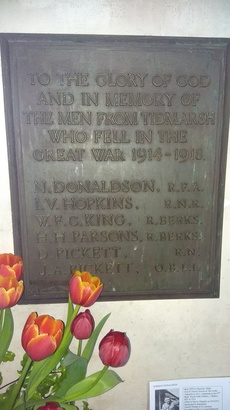 TO THE GLORY OF GOD
AND IN MEMORY OF
THE MEN FROM TIDMARSH
WHO FELL IN THE
GREAT WAR 1914-1918.
N. DONALDSON. R.F.A.
L.V. HOPKINS, R.N.R.
W.F.G. KING, R. BERKS.
H. PARSONS, R. BERKS.
D. PICKETT, R.N.
J.A. PICKETT,